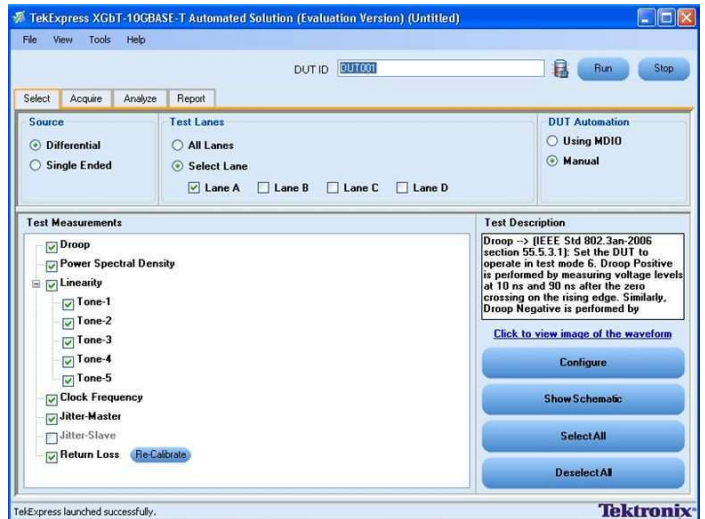 TekExpress XGbT-10GBASE-T Automated Solution (Evaluation Version) (Untitled)
File View Tools Help
DUT ID DUT001 Run Stop
Select Acquire Analyze Report
Source
Differential
Single Ended
Test Lanes
All Lanes
Select Lane
Lane A Lane B Lane C Lane D
DUT Automation
Using MDIO
Manual
Test Measurements
Droop
Power Spectral Density
Linearity
Tone-1
Tone-2
Tone-3
Tone-4
Tone-5
Clock Frequency
Jitter-Master
Jitter-Slave
Return Loss Re-Calibrate
Test Description
Droop --> (IEEE Std 802.3an-2006
section 55.5.3.1): Set the DUT to
operate in test mode 6. Droop Positive
is performed by measuring voltage levels
at 10 ns and 90 ns after the zero
crossing on the rising edge. Similarly,
Droop Negative is performed by
Click to view image of the waveform
Configure
Show Schematic
Select All
Deselect All
TekExpress launched successfully.
Tektronix